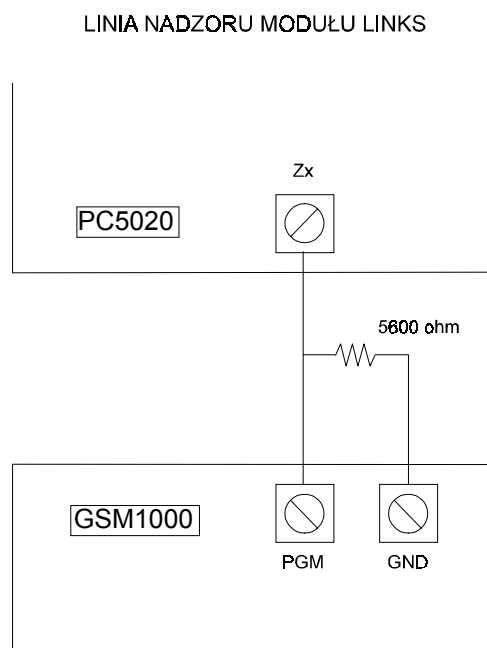 LINIA NADZORU MODUŁU LINKS
Zx
PC5020
5600 ohm
GSM1000
PGM
GND